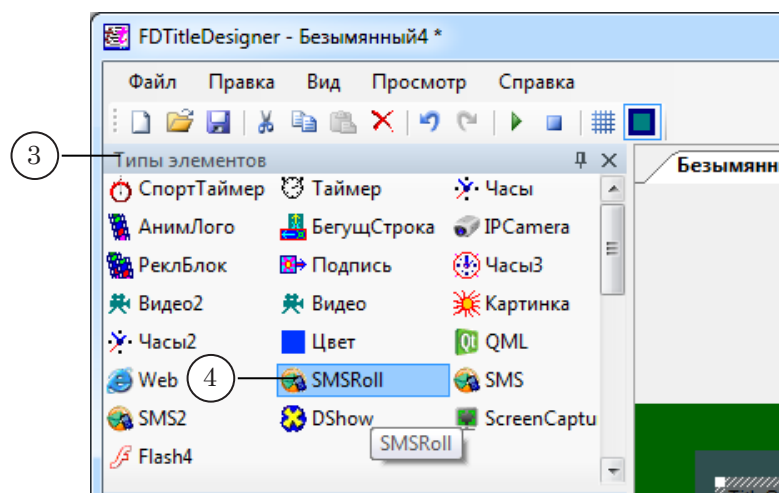 FDTitleDesigner - Безымянный4 *
Файл Правка Вид Просмотр Справка
3
Типы элементов
Безымянн
СпортТаймер Таймер Часы
АнимЛого БегущСтрока IPCamera
РеклБлок Подпись Часы3
Видео2 Видео Картинка
Часы2 Цвет Qt QML
Web 4 SMSRoll SMS
SMS2 DShow ScreenCaptu
SMSRoll
Flash4